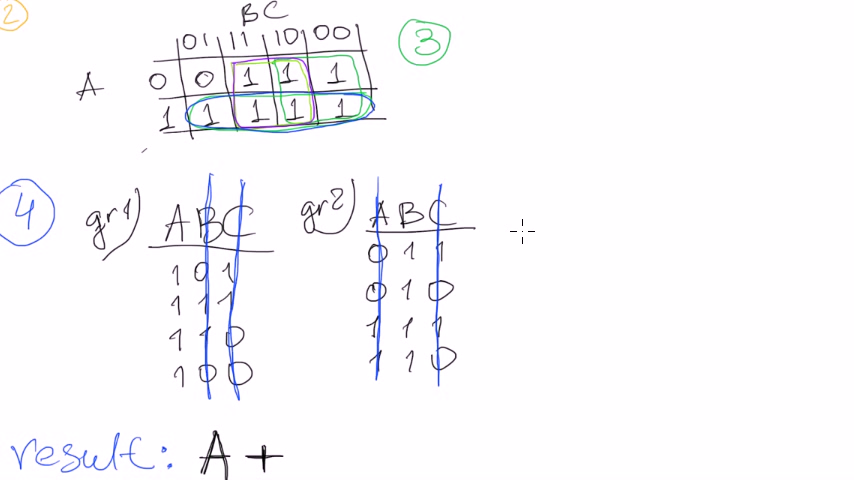 2
BC
01 11 10 00
3
A 0 0 1 1 1
1 1 1 1 1
4
gr1) A B C
1 0 1
1 1 1
1 1 0
1 0 0
gr2) A B C
0 1 1
0 1 0
1 1 1
1 1 0
result: A +